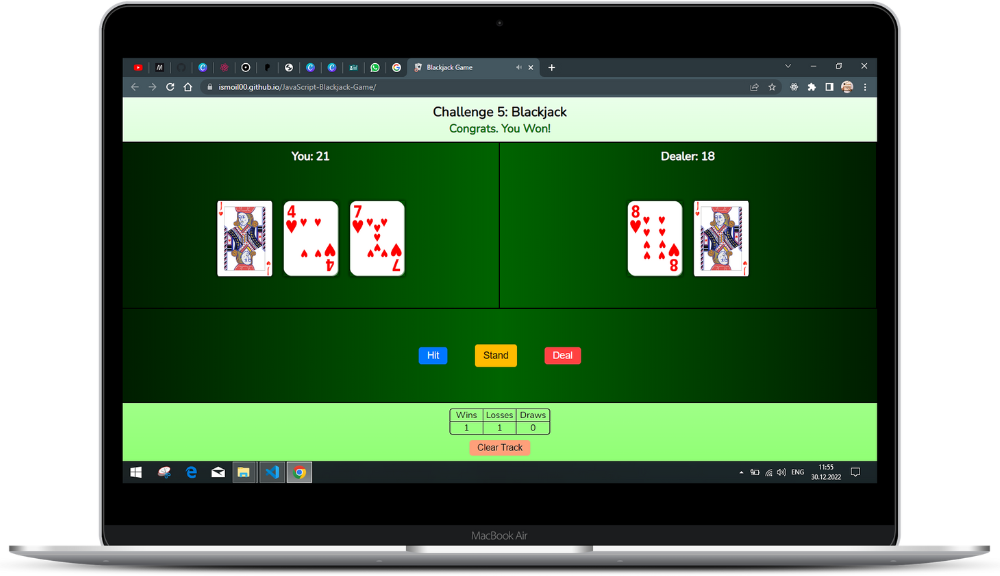 Blackjack Game
ismoil00.github.io/JavaScript-Blackjack-Game/
Challenge 5: Blackjack
Congrats. You Won!
You: 21
Dealer: 18
J
J
4
4
7
7
8
8
J
J
Hit
Stand
Deal
Wins Losses Draws
1 1 0
Clear Track
ENG
11:55
30.12.2022
MacBook Air